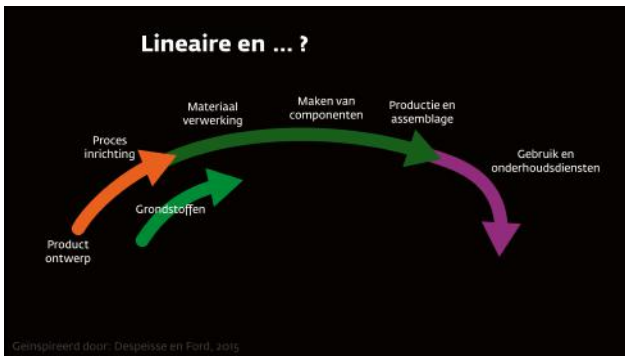 Lineaire en ... ?
Materiaal
verwerking
Maken van
componenten
Productie en
assemblage
Proces
inrichting
Gebruik en
onderhoudsdiensten
Grondstoffen
Product
ontwerp
Geïnspireerd door: Despeisse en Ford, 2015